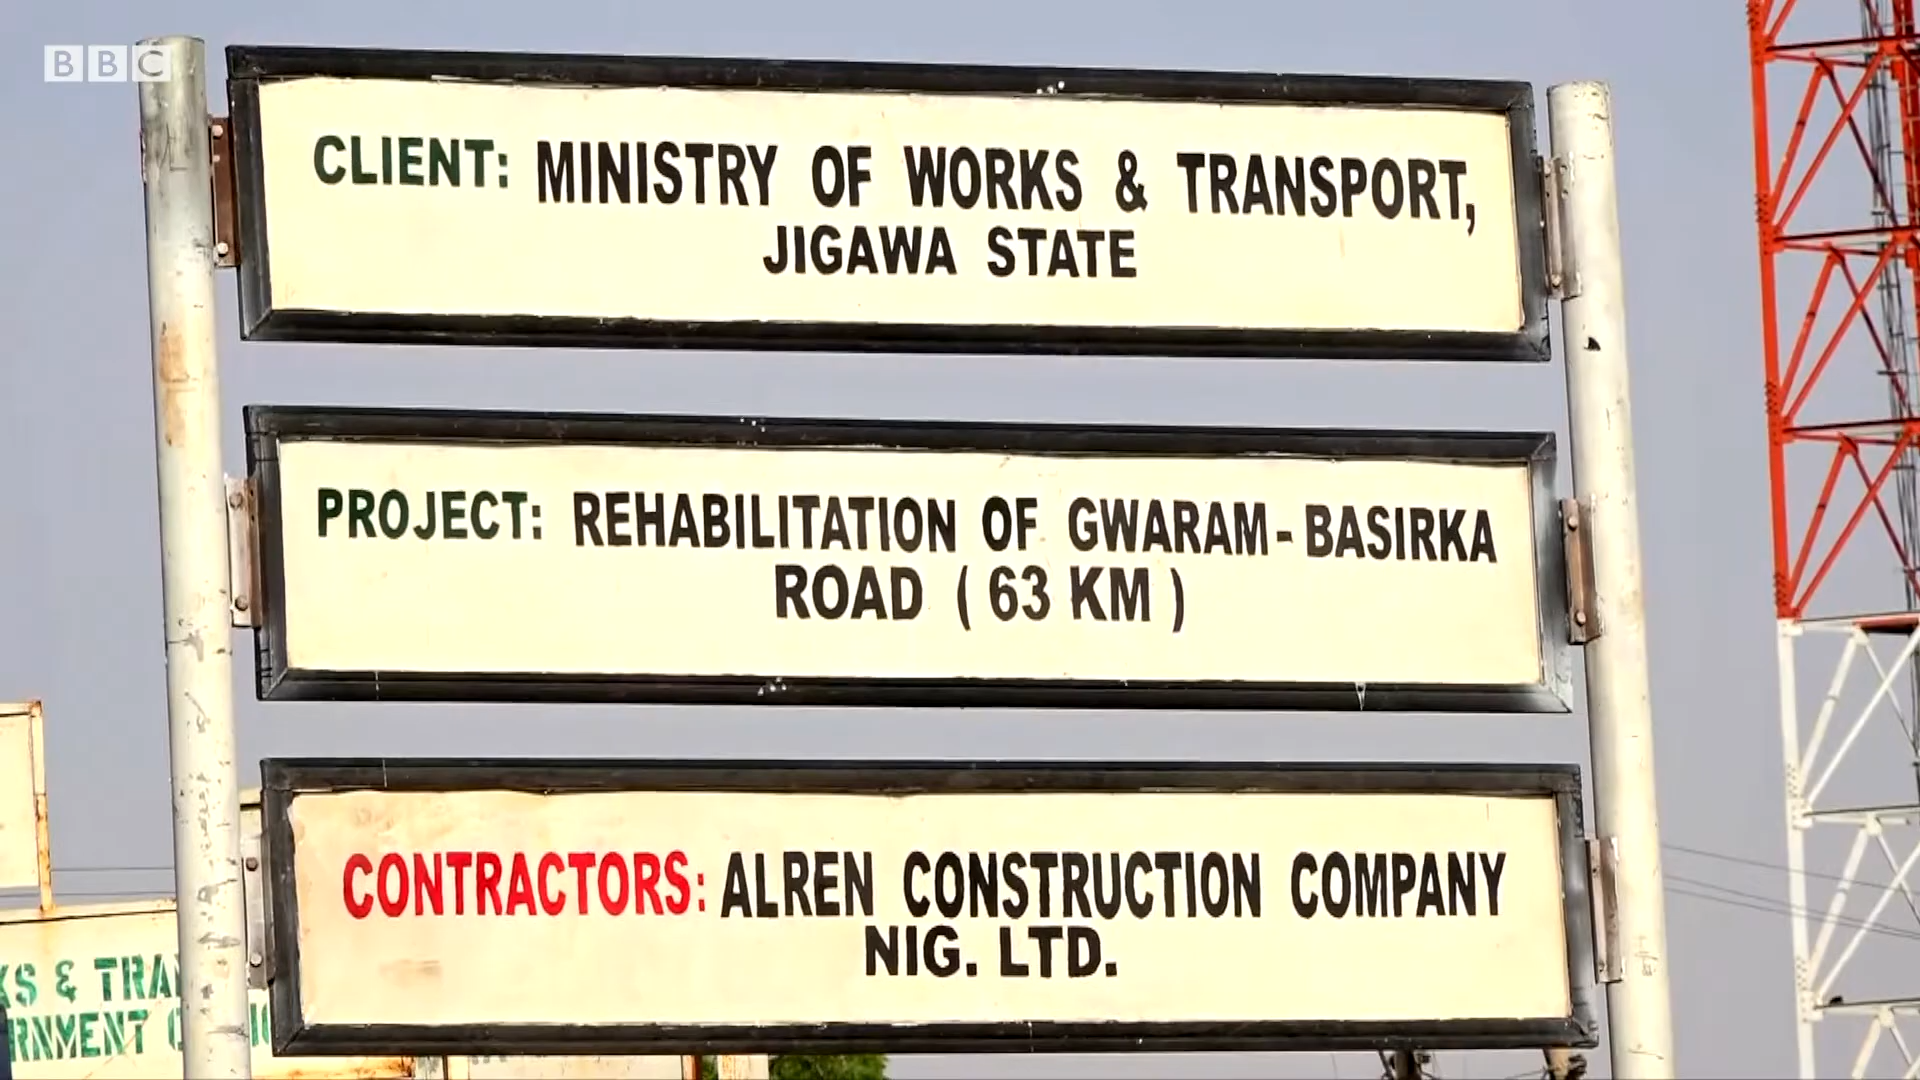 BBC
CLIENT: MINISTRY OF WORKS & TRANSPORT,
JIGAWA STATE
PROJECT: REHABILITATION OF GWARAM-BASIRKA
ROAD ( 63 KM )
CONTRACTORS: ALREN CONSTRUCTION COMPANY
NIG. LTD.
& TRA